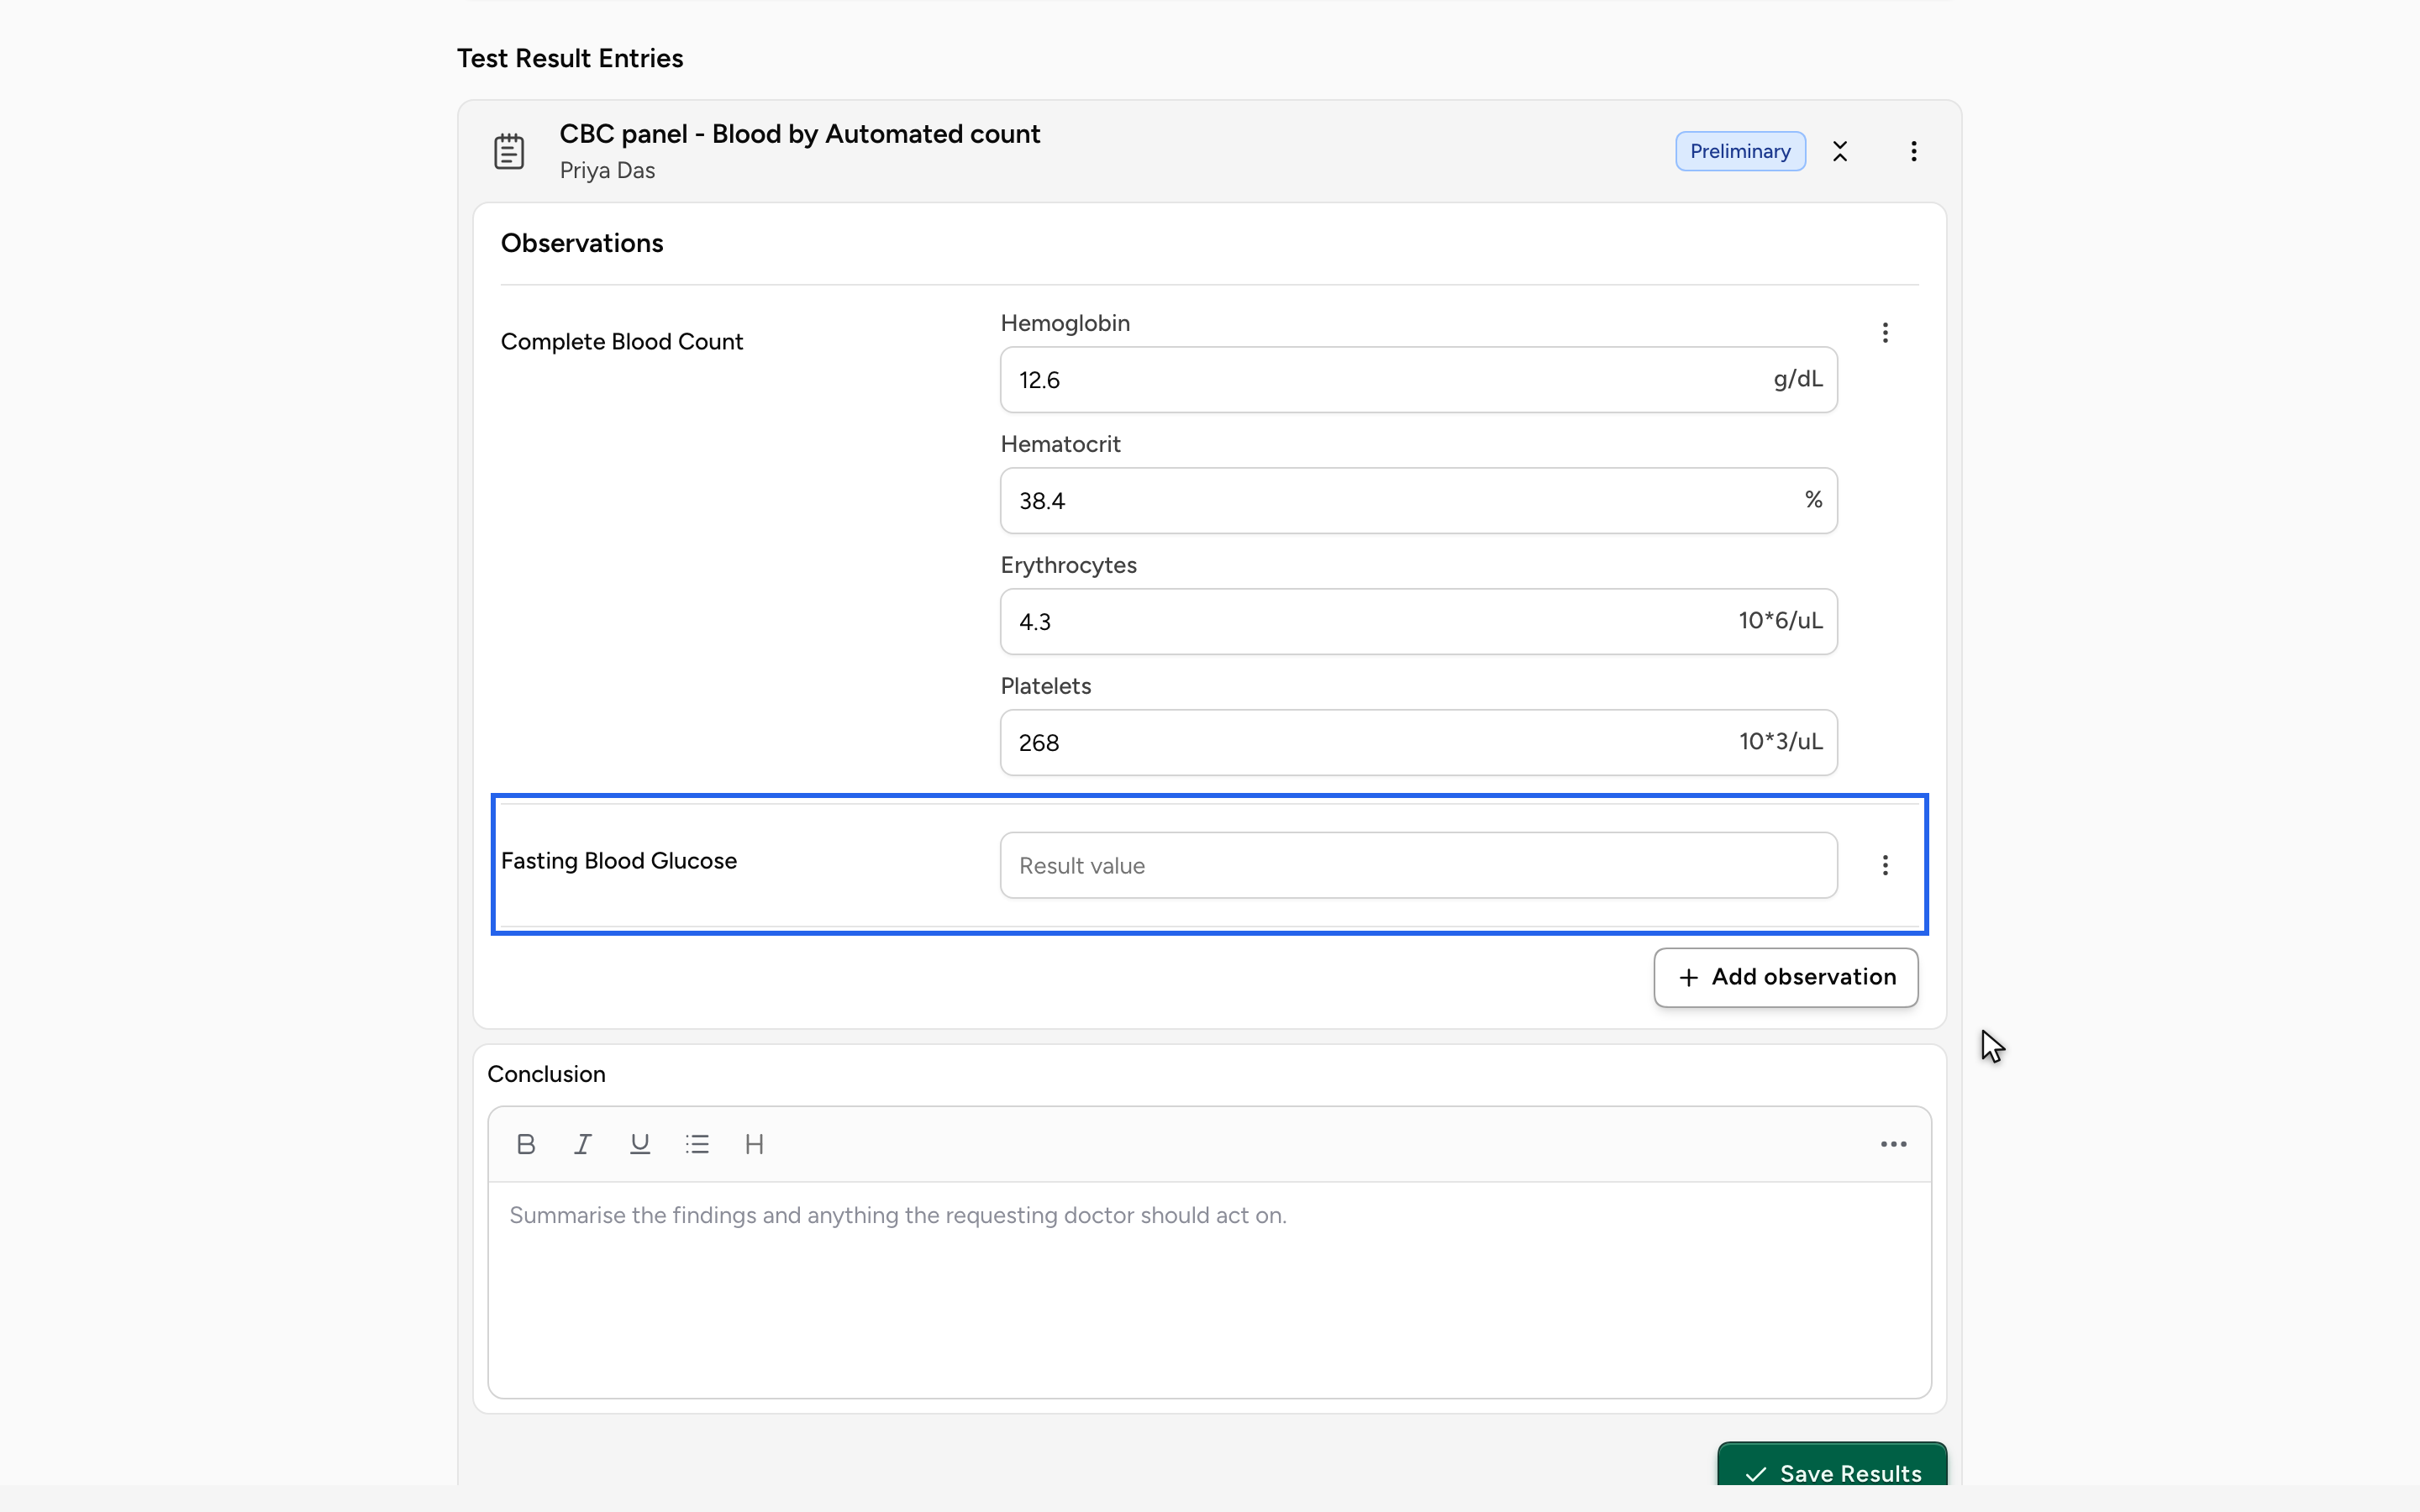 Test Result Entries
CBC panel - Blood by Automated count
Priya Das
Preliminary
Observations
Complete Blood Count
Hemoglobin
12.6 g/dL
Hematocrit
38.4 %
Erythrocytes
4.3 10*6/uL
Platelets
268 10*3/uL
Fasting Blood Glucose
Result value
+ Add observation
Conclusion
B I U H
Summarise the findings and anything the requesting doctor should act on.
Save Results